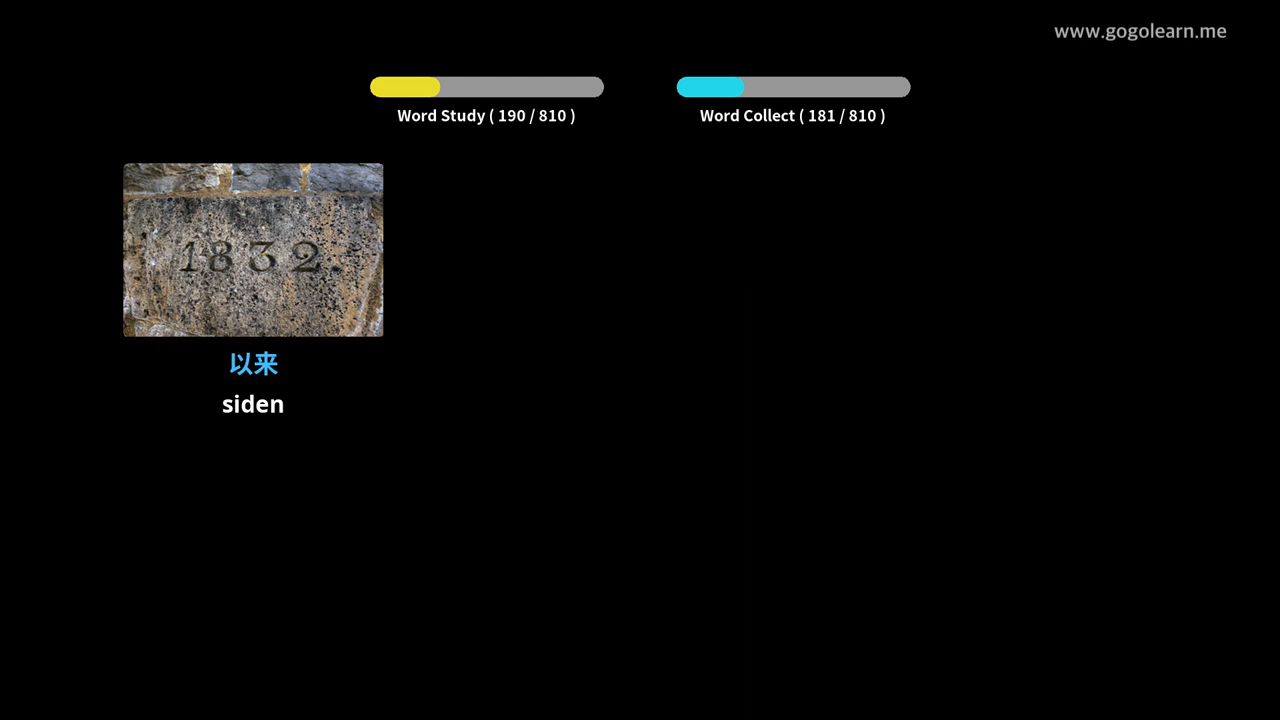 www.gogolearn.me
Word Study ( 190 / 810 )
Word Collect ( 181 / 810 )
1832.
以来
siden